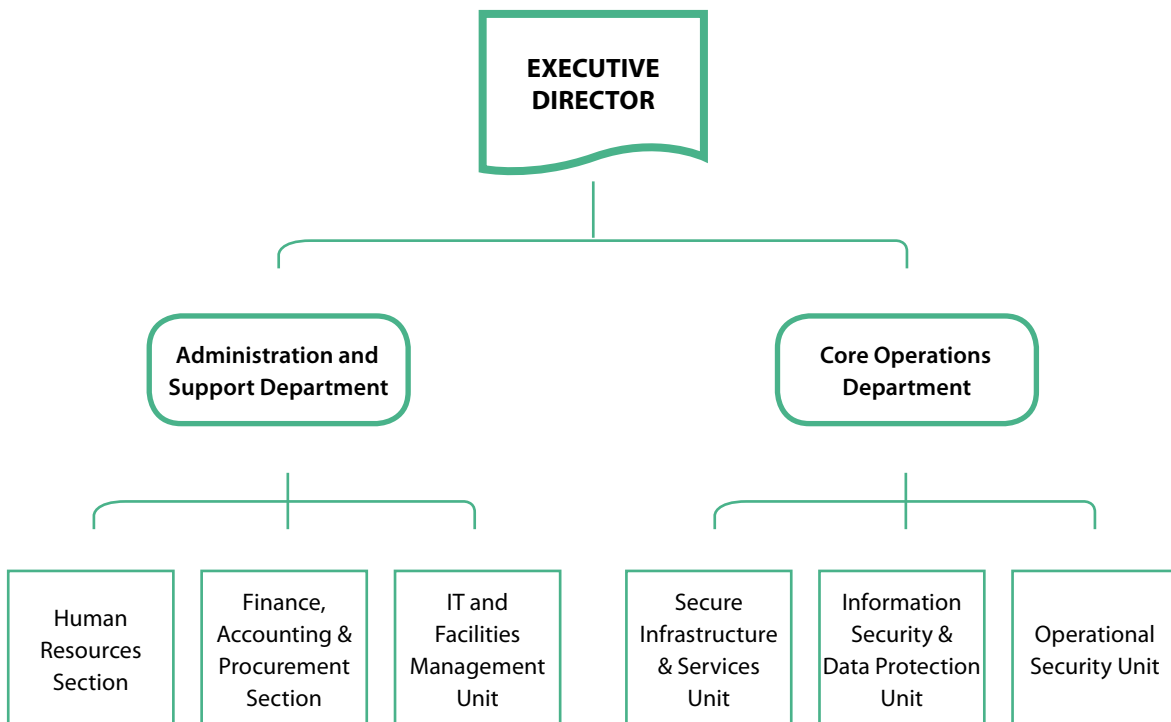 EXECUTIVE
DIRECTOR
Administration and
Support Department
Core Operations
Department
Human
Resources
Section
Finance,
Accounting &
Procurement
Section
IT and
Facilities
Management
Unit
Secure
Infrastructure
& Services
Unit
Information
Security &
Data Protection
Unit
Operational
Security Unit